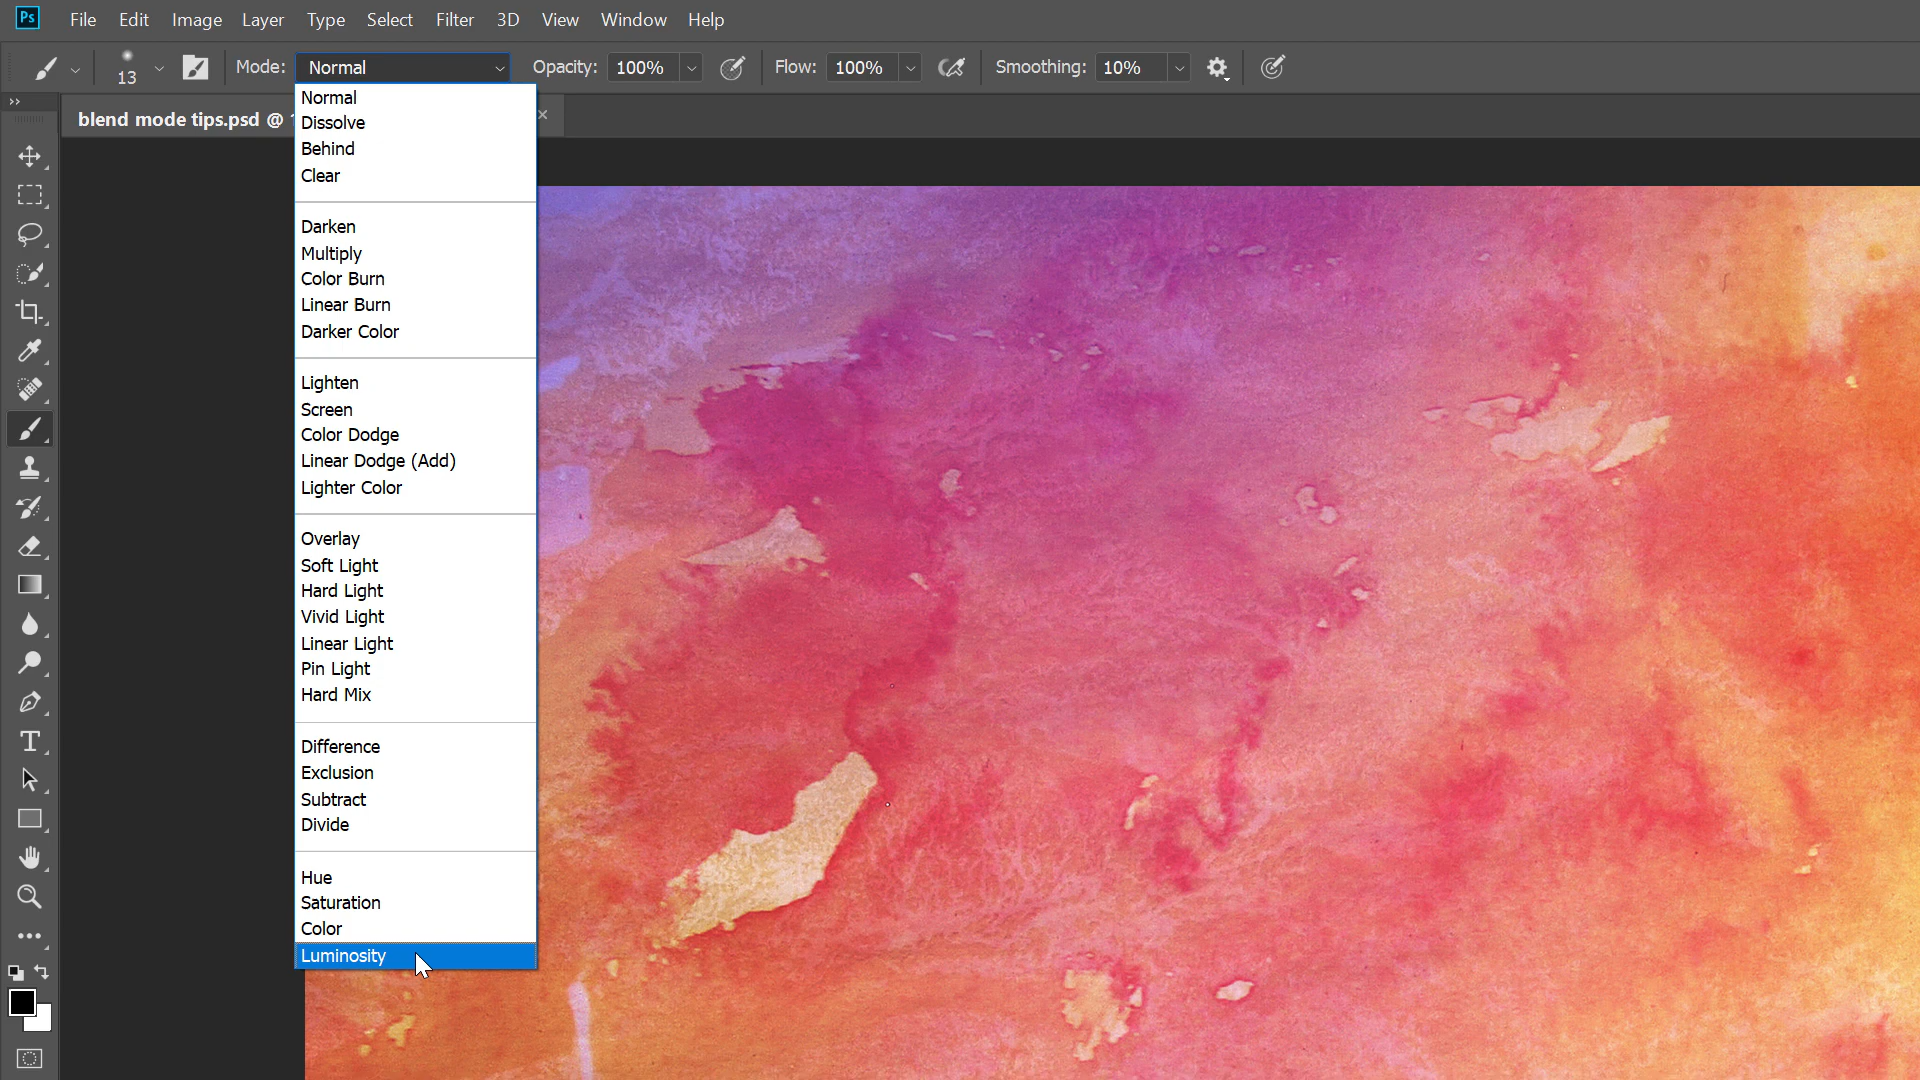 Ps File Edit Image Layer Type Select Filter 3D View Window Help
13 Mode: Normal Opacity: 100% Flow: 100% Smoothing: 10%
blend mode tips.psd @
Normal
Dissolve
Behind
Clear
Darken
Multiply
Color Burn
Linear Burn
Darker Color
Lighten
Screen
Color Dodge
Linear Dodge (Add)
Lighter Color
Overlay
Soft Light
Hard Light
Vivid Light
Linear Light
Pin Light
Hard Mix
Difference
Exclusion
Subtract
Divide
Hue
Saturation
Color
Luminosity